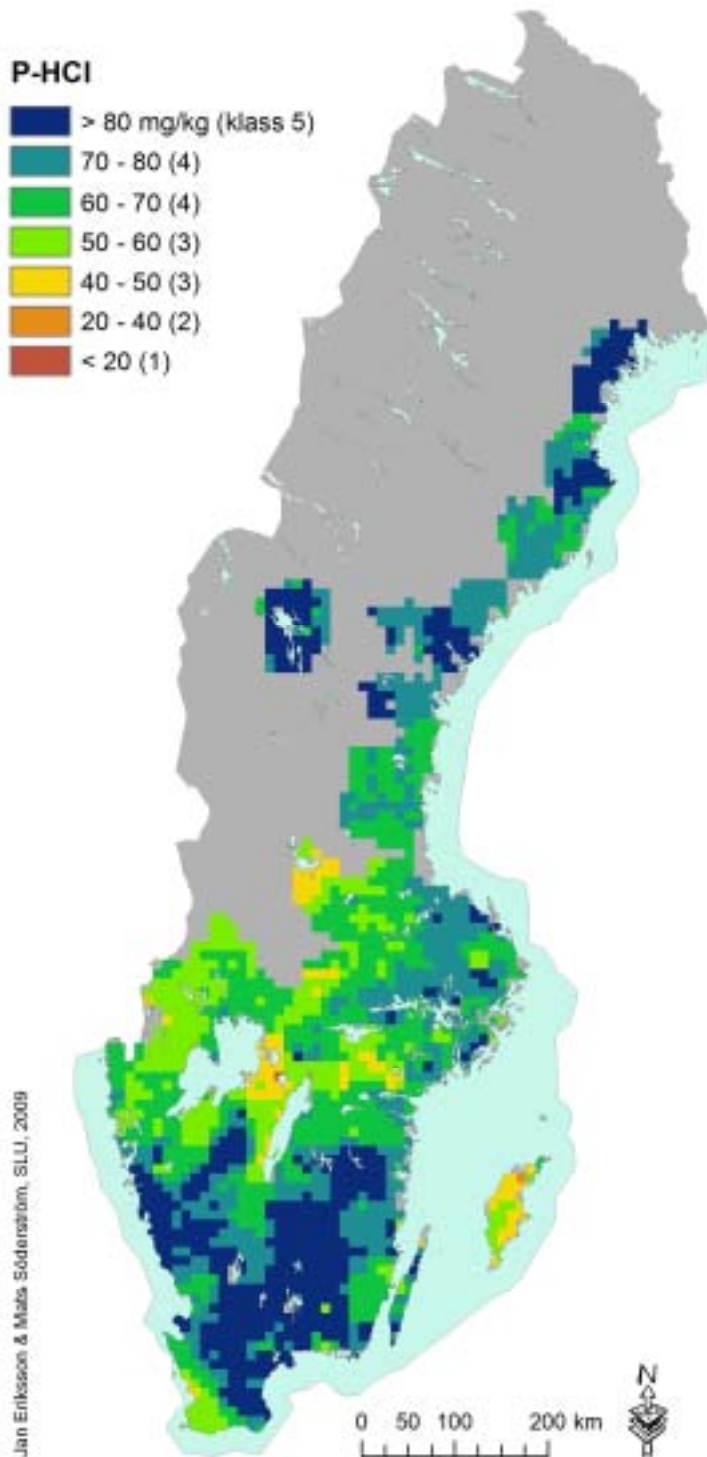 P-HCl
> 80 mg/kg (klass 5)
70 - 80 (4)
60 - 70 (4)
50 - 60 (3)
40 - 50 (3)
20 - 40 (2)
< 20 (1)
Jan Eriksson & Mats Söderström, SLU, 2009
0 50 100 200 km
N